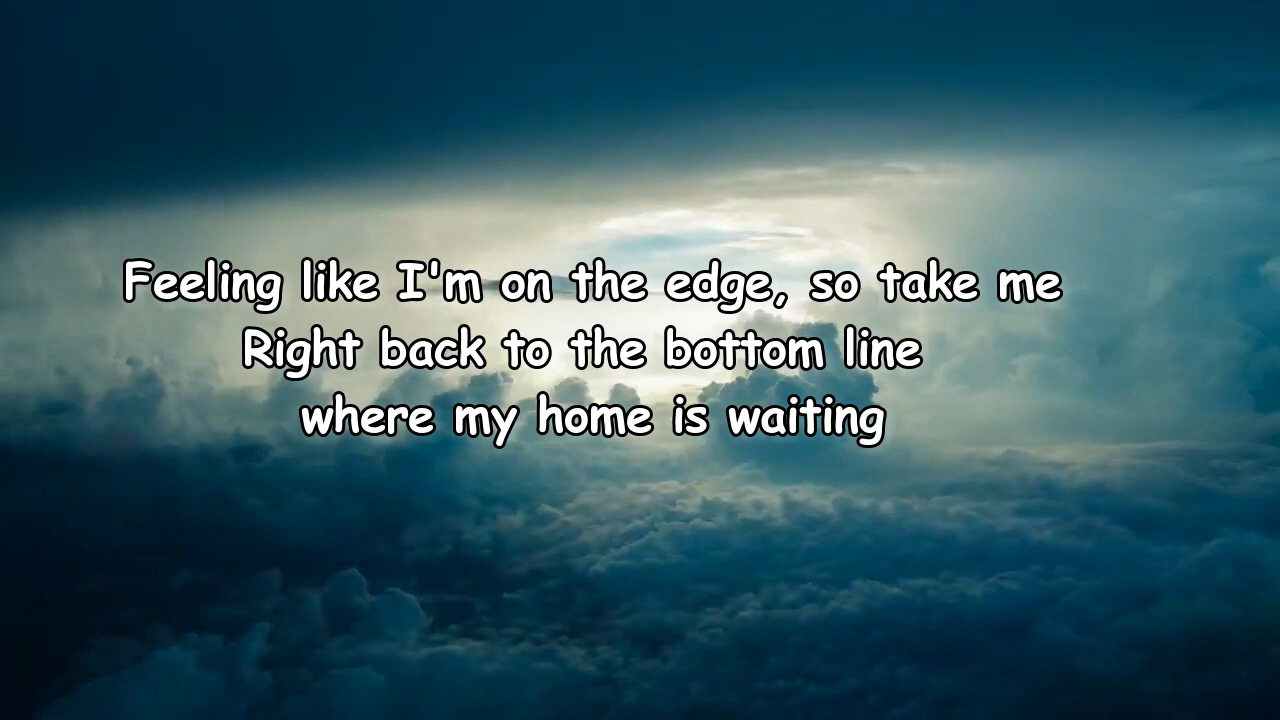 Feeling like I'm on the edge, so take me
Right back to the bottom line
where my home is waiting